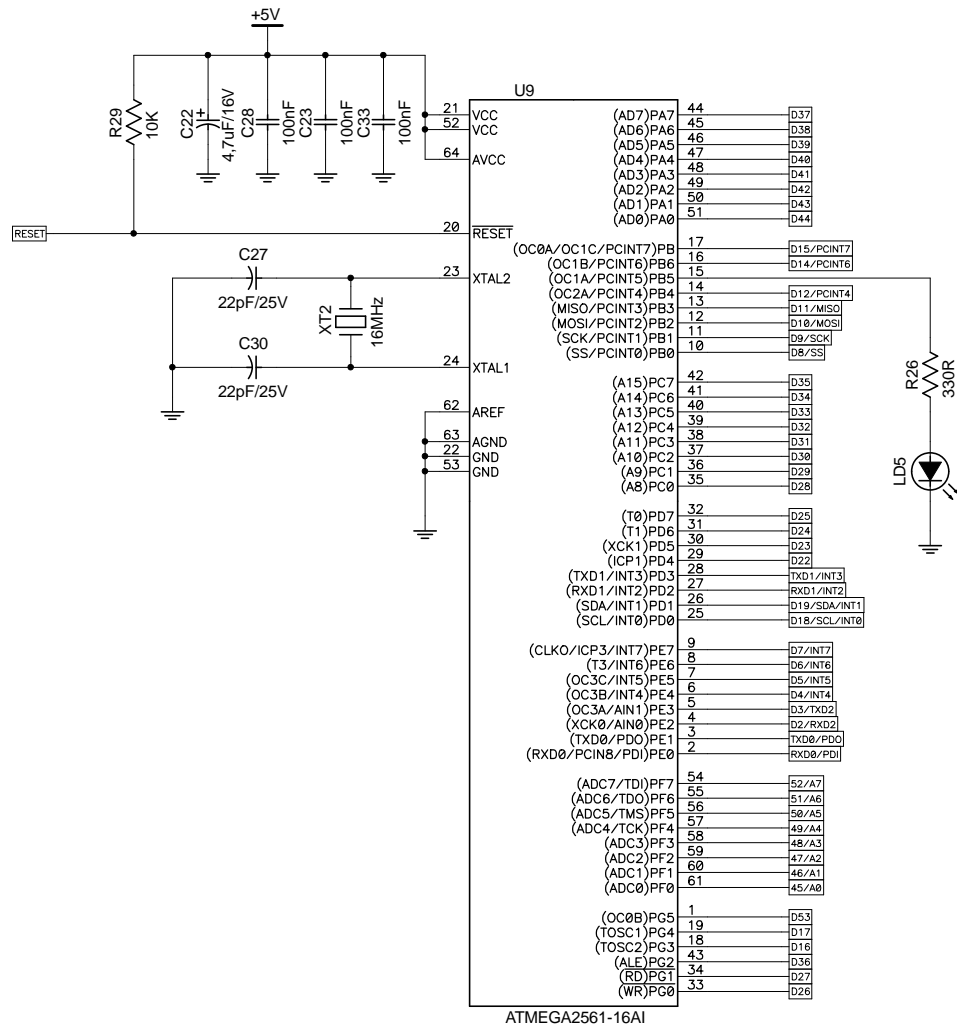 +5V
R29
10K
C22
+
4,7uF/16V
C28
100nF
C23
100nF
C33
100nF
RESET
C27
22pF/25V
XT2
16MHz
C30
22pF/25V
U9
21 VCC
52 VCC
64 AVCC
20 RESET
23 XTAL2
24 XTAL1
62 AREF
63 AGND
22 GND
53 GND
(AD7)PA7 44 D37
(AD6)PA6 45 D38
(AD5)PA5 46 D39
(AD4)PA4 47 D40
(AD3)PA3 48 D41
(AD2)PA2 49 D42
(AD1)PA1 50 D43
(AD0)PA0 51 D44
(OC0A/OC1C/PCINT7)PB 17 D15/PCINT7
(OC1B/PCINT6)PB6 16 D14/PCINT6
(OC1A/PCINT5)PB5 15
(OC2A/PCINT4)PB4 14 D12/PCINT4
(MISO/PCINT3)PB3 13 D11/MISO
(MOSI/PCINT2)PB2 12 D10/MOSI
(SCK/PCINT1)PB1 11 D9/SCK
(SS/PCINT0)PB0 10 D8/SS
(A15)PC7 42 D35
(A14)PC6 41 D34
(A13)PC5 40 D33
(A12)PC4 39 D32
(A11)PC3 38 D31
(A10)PC2 37 D30
(A9)PC1 36 D29
(A8)PC0 35 D28
(T0)PD7 32 D25
(T1)PD6 31 D24
(XCK1)PD5 30 D23
(ICP1)PD4 29 D22
(TXD1/INT3)PD3 28 TXD1/INT3
(RXD1/INT2)PD2 27 RXD1/INT2
(SDA/INT1)PD1 26 D19/SDA/INT1
(SCL/INT0)PD0 25 D18/SCL/INT0
(CLKO/ICP3/INT7)PE7 9 D7/INT7
(T3/INT6)PE6 8 D6/INT6
(OC3C/INT5)PE5 7 D5/INT5
(OC3B/INT4)PE4 6 D4/INT4
(OC3A/AIN1)PE3 5 D3/TXD2
(XCK0/AIN0)PE2 4 D2/RXD2
(TXD0/PDO)PE1 3 TXD0/PDO
(RXD0/PCIN8/PDI)PE0 2 RXD0/PDI
(ADC7/TDI)PF7 54 52/A7
(ADC6/TDO)PF6 55 51/A6
(ADC5/TMS)PF5 56 50/A5
(ADC4/TCK)PF4 57 49/A4
(ADC3)PF3 58 48/A3
(ADC2)PF2 59 47/A2
(ADC1)PF1 60 46/A1
(ADC0)PF0 61 45/A0
(OC0B)PG5 1 D53
(TOSC1)PG4 19 D17
(TOSC2)PG3 18 D16
(ALE)PG2 43 D36
(RD)PG1 34 D27
(WR)PG0 33 D26
R26
330R
LD5
ATMEGA2561-16AI